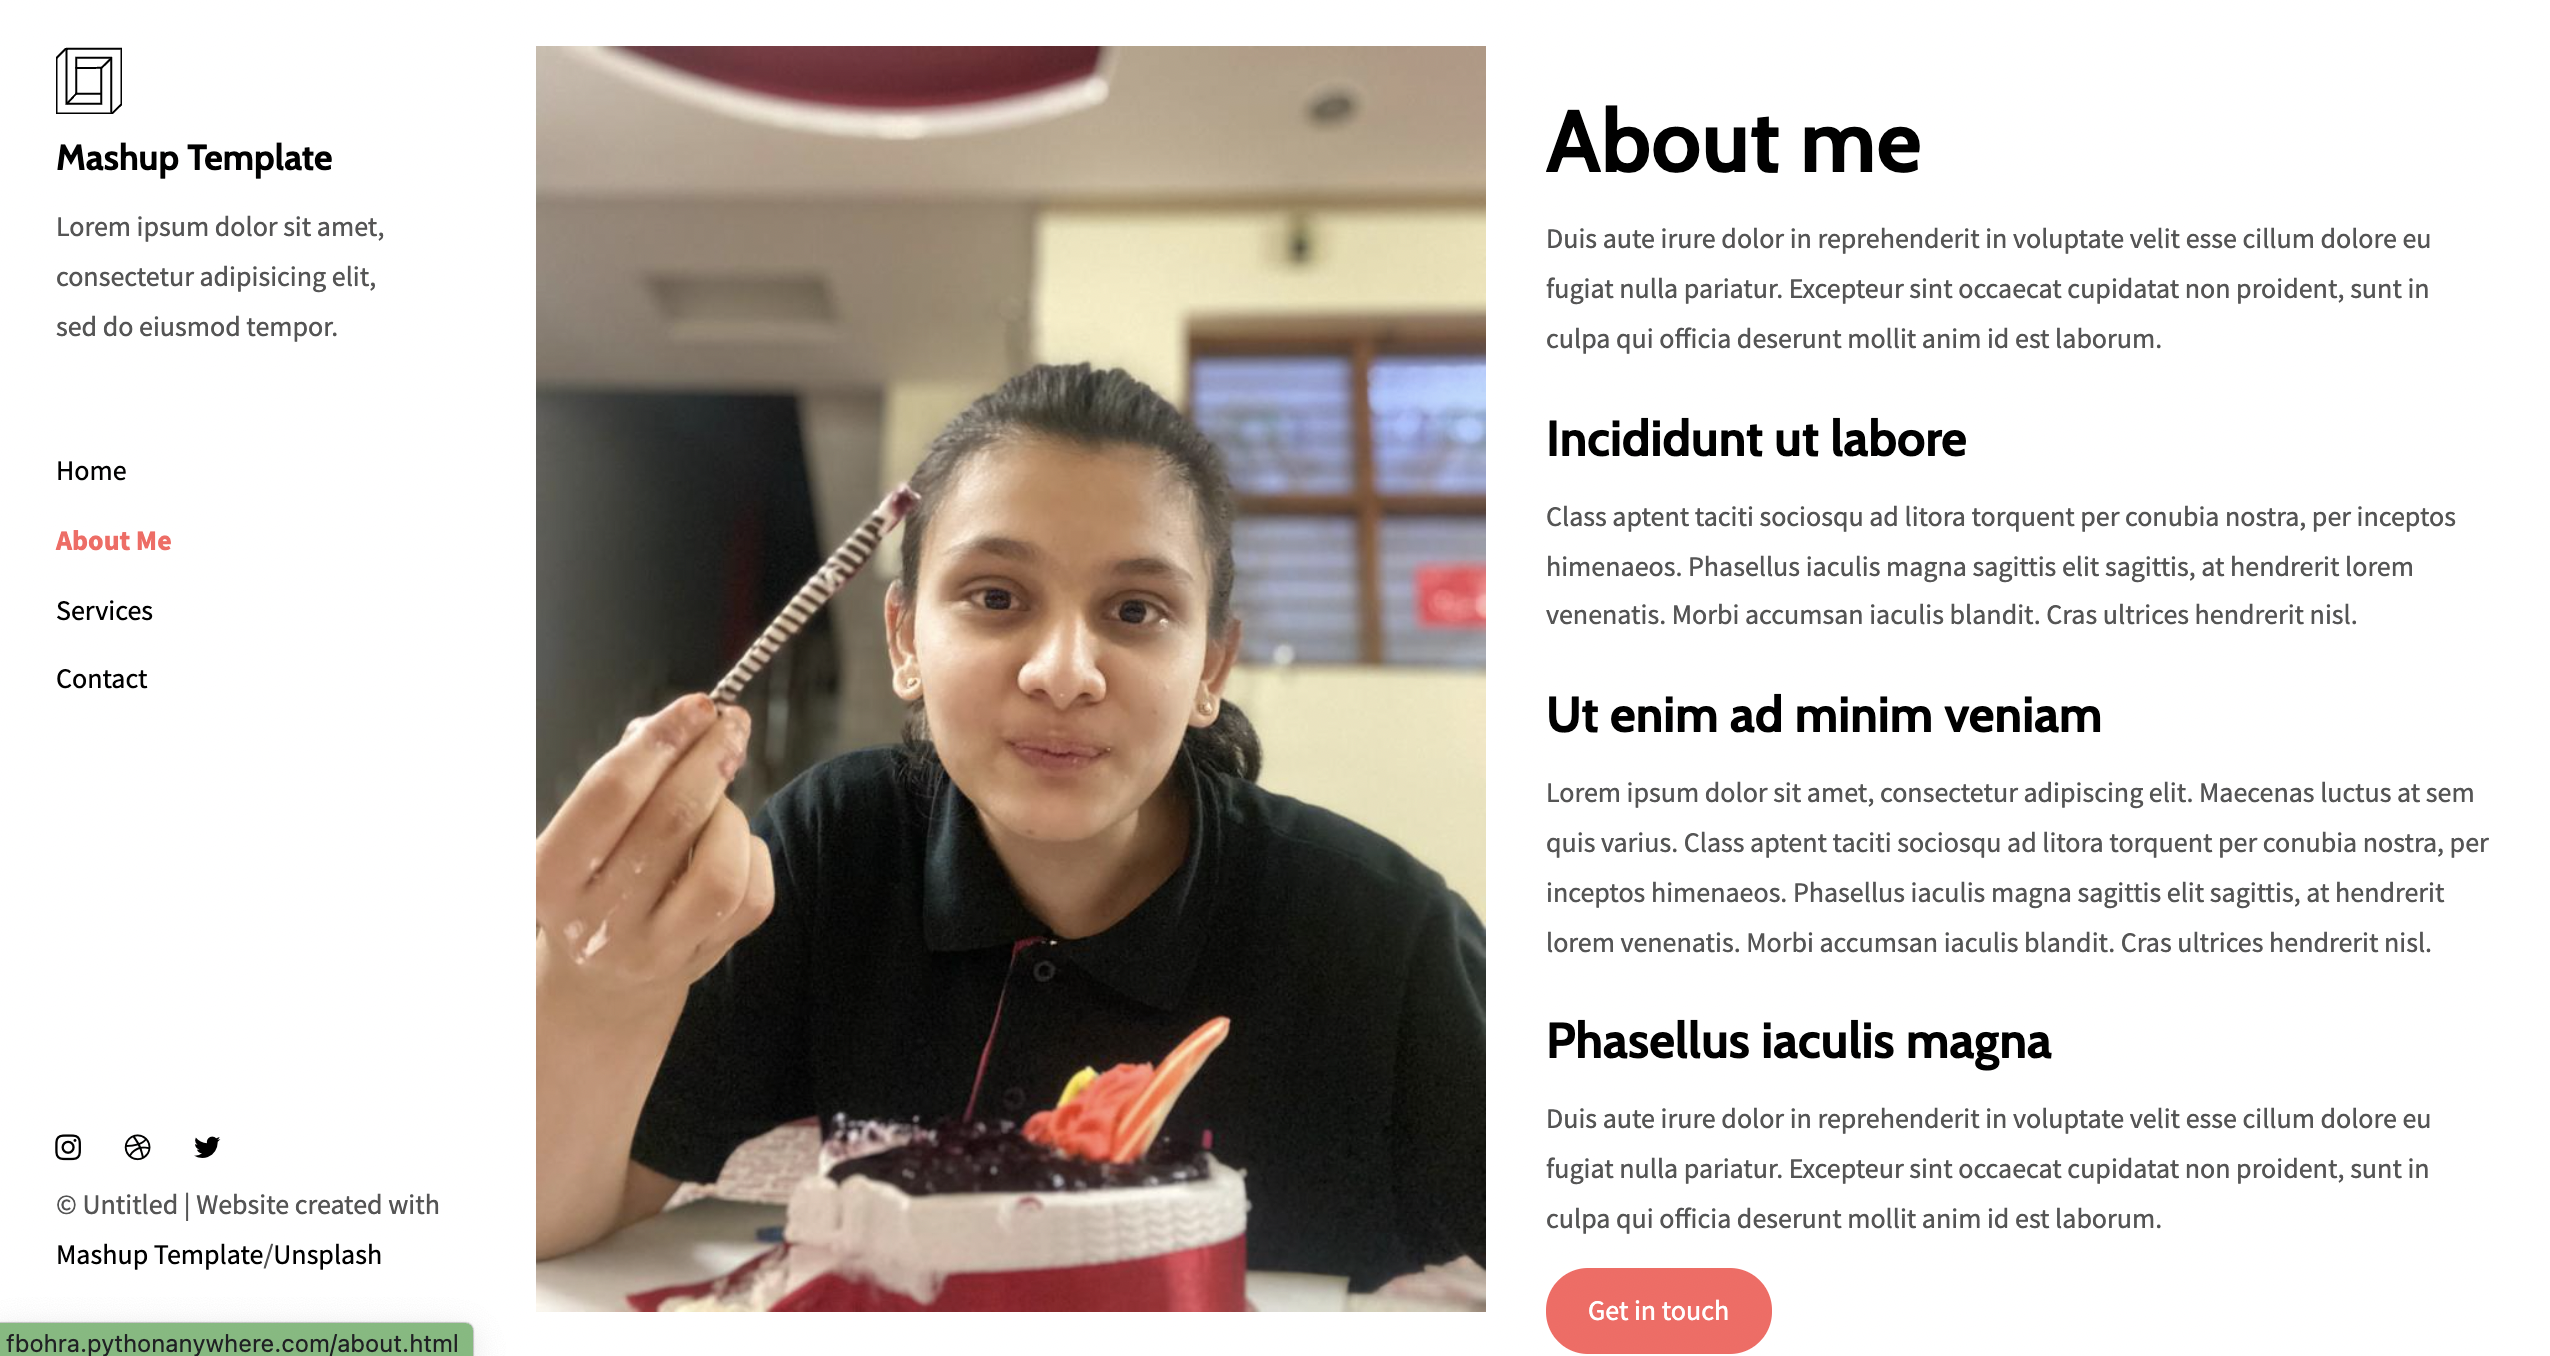 Mashup Template
Lorem ipsum dolor sit amet,
consectetur adipisicing elit,
sed do eiusmod tempor.
Home
About Me
Services
Contact
© Untitled | Website created with
Mashup Template/Unsplash
fbohra.pythonanywhere.com/about.html
About me
Duis aute irure dolor in reprehenderit in voluptate velit esse cillum dolore eu
fugiat nulla pariatur. Excepteur sint occaecat cupidatat non proident, sunt in
culpa qui officia deserunt mollit anim id est laborum.
Incididunt ut labore
Class aptent taciti sociosqu ad litora torquent per conubia nostra, per inceptos
himenaeos. Phasellus iaculis magna sagittis elit sagittis, at hendrerit lorem
venenatis. Morbi accumsan iaculis blandit. Cras ultrices hendrerit nisl.
Ut enim ad minim veniam
Lorem ipsum dolor sit amet, consectetur adipiscing elit. Maecenas luctus at sem
quis varius. Class aptent taciti sociosqu ad litora torquent per conubia nostra, per
inceptos himenaeos. Phasellus iaculis magna sagittis elit sagittis, at hendrerit
lorem venenatis. Morbi accumsan iaculis blandit. Cras ultrices hendrerit nisl.
Phasellus iaculis magna
Duis aute irure dolor in reprehenderit in voluptate velit esse cillum dolore eu
fugiat nulla pariatur. Excepteur sint occaecat cupidatat non proident, sunt in
culpa qui officia deserunt mollit anim id est laborum.
Get in touch